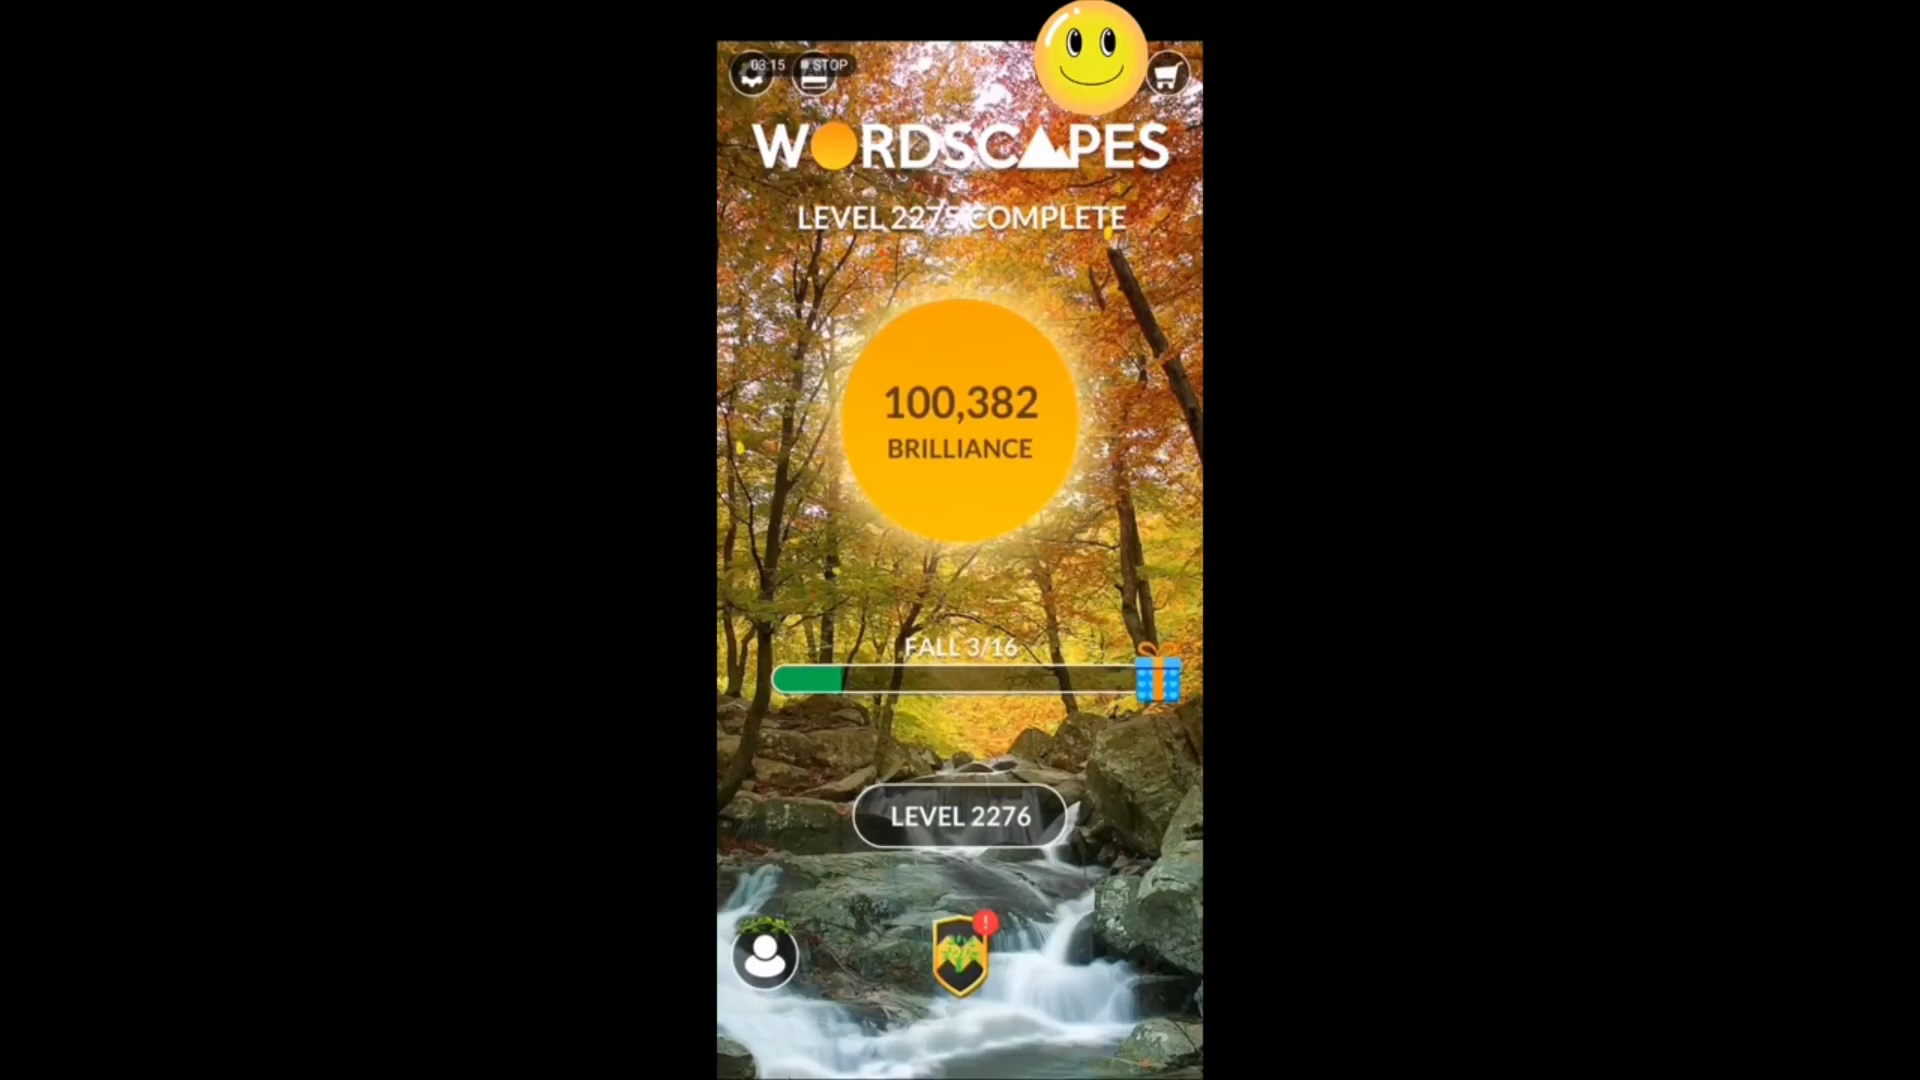 03:15 STOP
WORDSCAPES
LEVEL 2275 COMPLETE
100,382
BRILLIANCE
FALL 3/16
LEVEL 2276
!